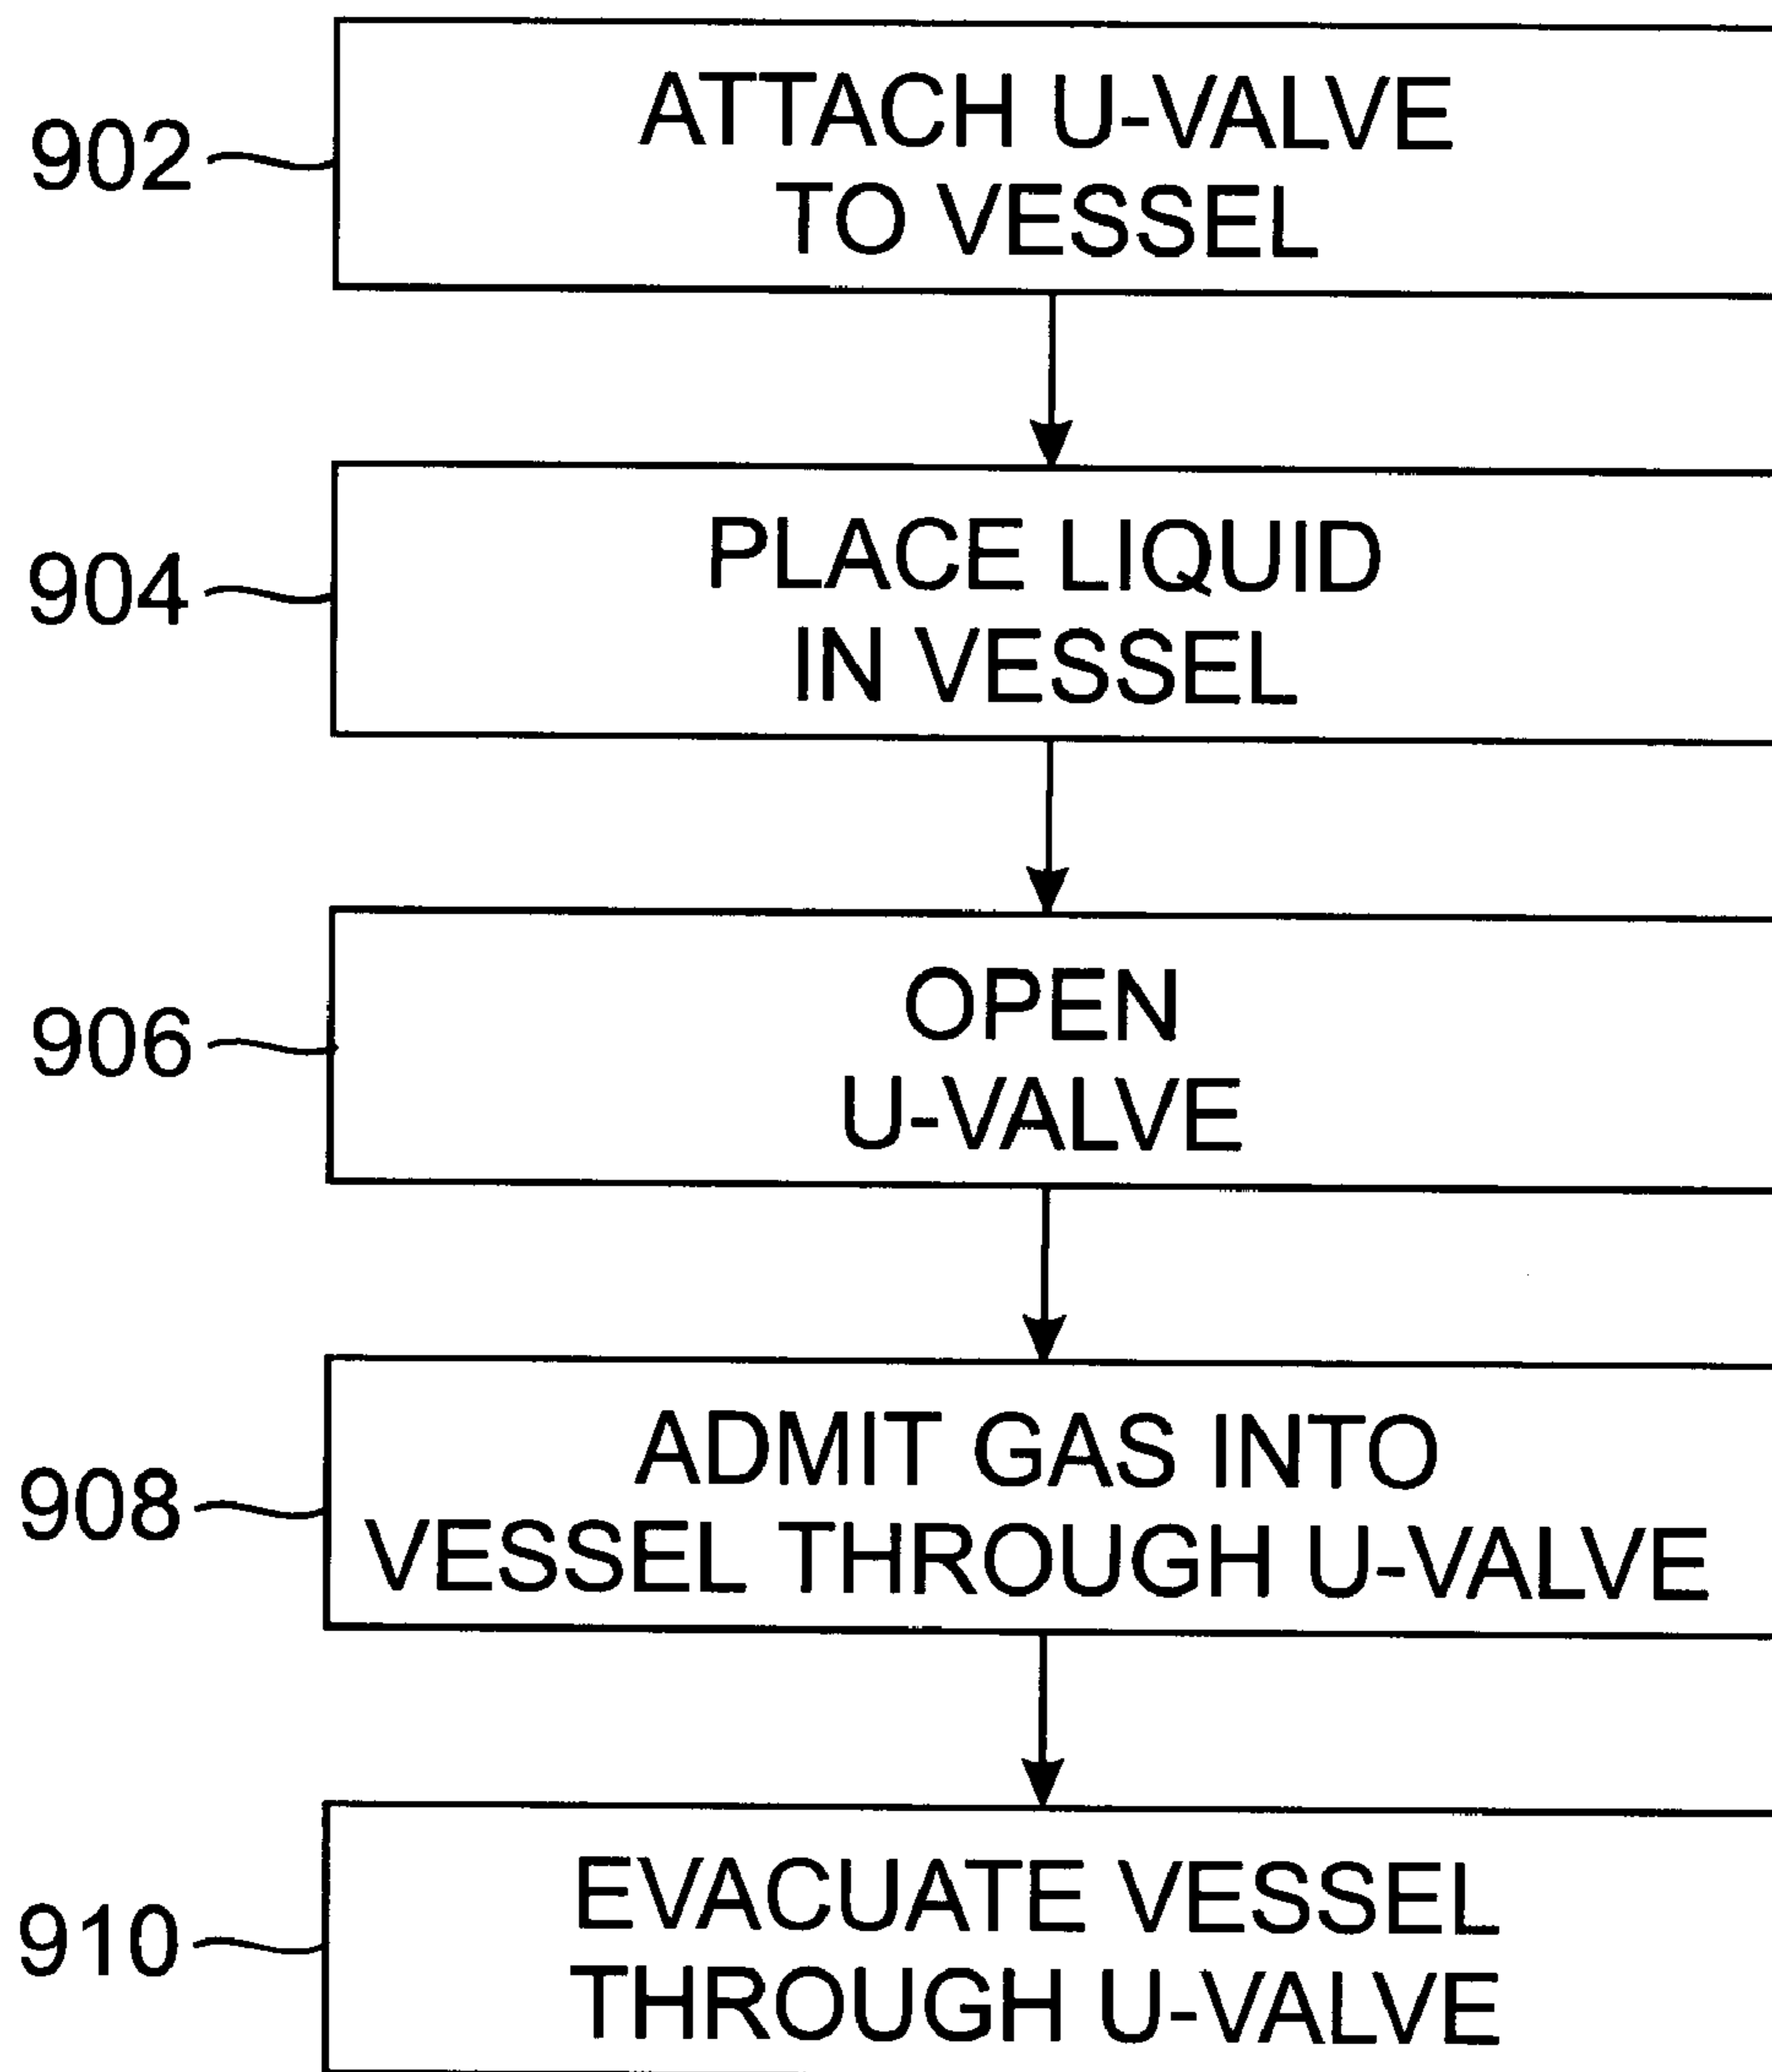 902
ATTACH U-VALVE
TO VESSEL
904
PLACE LIQUID
IN VESSEL
906
OPEN
U-VALVE
908
ADMIT GAS INTO
VESSEL THROUGH U-VALVE
910
EVACUATE VESSEL
THROUGH U-VALVE